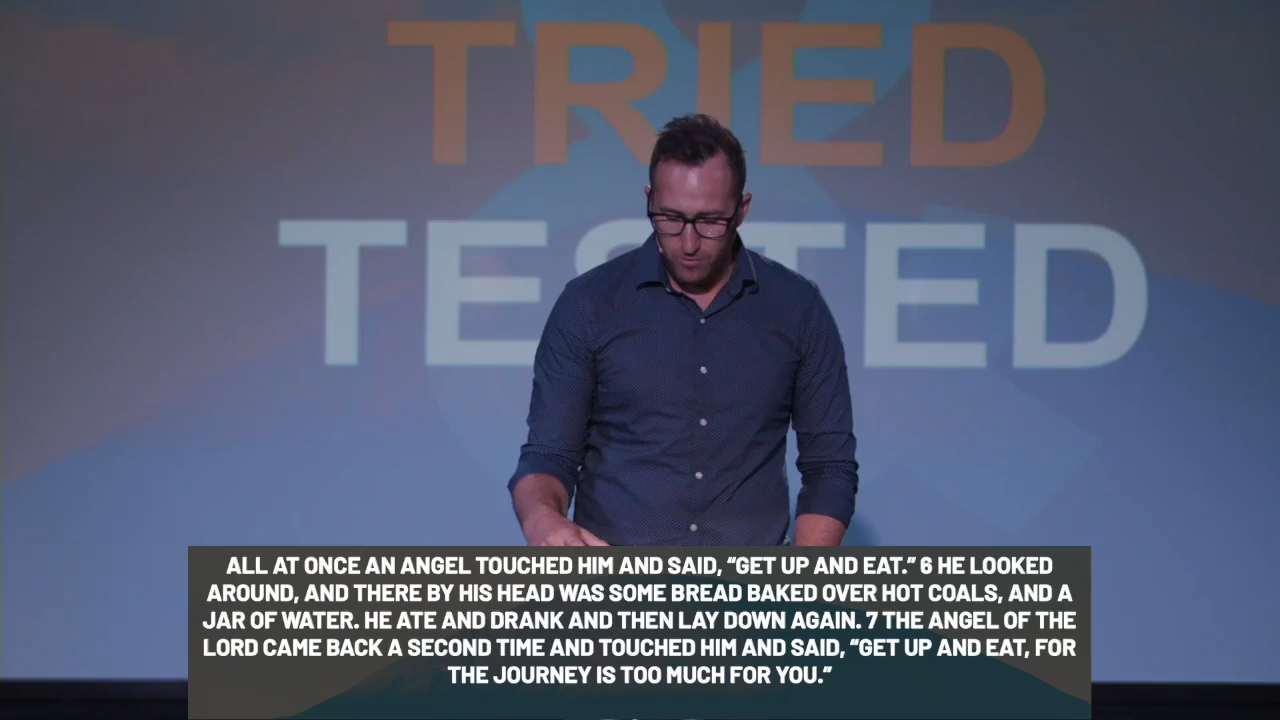 TRIED
TESTED
ALL AT ONCE AN ANGEL TOUCHED HIM AND SAID, “GET UP AND EAT.” 6 HE LOOKED
AROUND, AND THERE BY HIS HEAD WAS SOME BREAD BAKED OVER HOT COALS, AND A
JAR OF WATER. HE ATE AND DRANK AND THEN LAY DOWN AGAIN. 7 THE ANGEL OF THE
LORD CAME BACK A SECOND TIME AND TOUCHED HIM AND SAID, “GET UP AND EAT, FOR
THE JOURNEY IS TOO MUCH FOR YOU.”